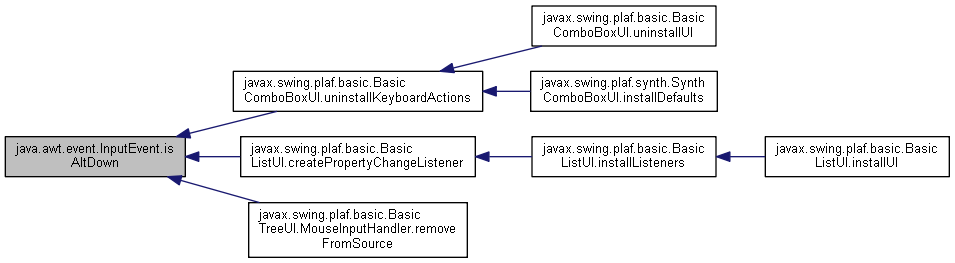 javax.swing.plaf.basic.Basic
ComboBoxUI.uninstallUI
javax.swing.plaf.basic.Basic
ComboBoxUI.uninstallKeyboardActions
javax.swing.plaf.synth.Synth
ComboBoxUI.installDefaults
java.awt.event.InputEvent.is
AltDown
javax.swing.plaf.basic.Basic
ListUI.createPropertyChangeListener
javax.swing.plaf.basic.Basic
ListUI.installListeners
javax.swing.plaf.basic.Basic
ListUI.installUI
javax.swing.plaf.basic.Basic
TreeUI.MouseInputHandler.remove
FromSource